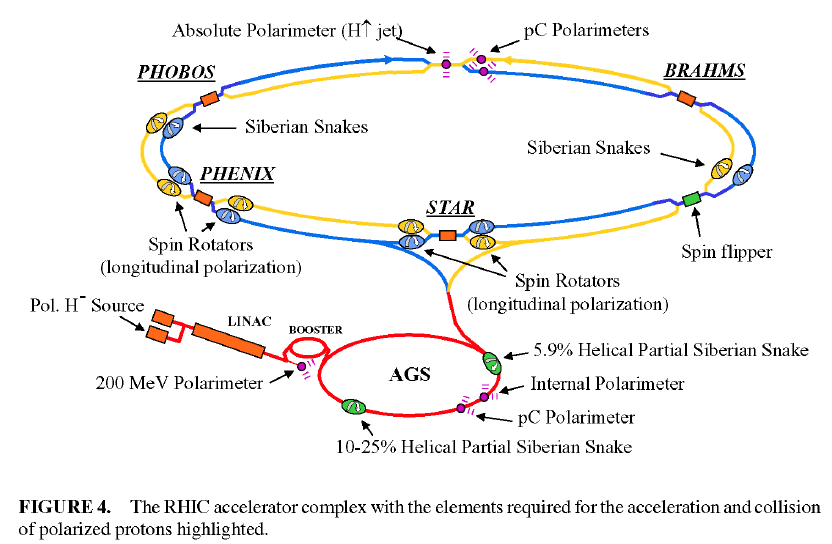 Absolute Polarimeter (H↑ jet)
pC Polarimeters
PHOBOS
BRAHMS
Siberian Snakes
Siberian Snakes
PHENIX
STAR
Spin Rotators
(longitudinal polarization)
Spin flipper
Spin Rotators
(longitudinal polarization)
Pol. H⁻ Source
LINAC
BOOSTER
5.9% Helical Partial Siberian Snake
AGS
200 MeV Polarimeter
Internal Polarimeter
pC Polarimeter
10-25% Helical Partial Siberian Snake
FIGURE 4. The RHIC accelerator complex with the elements required for the acceleration and collision
of polarized protons highlighted.